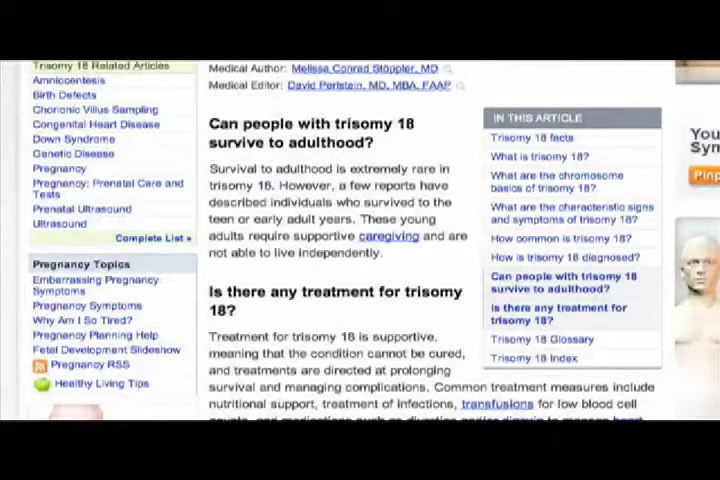 Trisomy 18 Related Articles
Amniocentesis
Birth Defects
Chorionic Villus Sampling
Congenital Heart Disease
Down Syndrome
Genetic Disease
Pregnancy
Pregnancy: Prenatal Care and
Tests
Prenatal Ultrasound
Ultrasound
Complete List »
Pregnancy Topics
Embarrassing Pregnancy
Symptoms
Pregnancy Symptoms
Why Am I So Tired?
Pregnancy Planning Help
Fetal Development Slideshow
Pregnancy RSS
Healthy Living Tips
Medical Author: Melissa Conrad Stöppler, MD
Medical Editor: David Perlstein, MD, MBA, FAAP
Can people with trisomy 18
survive to adulthood?
Survival to adulthood is extremely rare in
trisomy 18. However, a few reports have
described individuals who survived to the
teen or early adult years. These young
adults require supportive caregiving and are
not able to live independently.
Is there any treatment for trisomy
18?
Treatment for trisomy 18 is supportive,
meaning that the condition cannot be cured,
and treatments are directed at prolonging
survival and managing complications. Common treatment measures include
nutritional support, treatment of infections, transfusions for low blood cell
IN THIS ARTICLE
Trisomy 18 facts
What is trisomy 18?
What are the chromosome
basics of trisomy 18?
What are the characteristic signs
and symptoms of trisomy 18?
How common is trisomy 18?
How is trisomy 18 diagnosed?
Can people with trisomy 18
survive to adulthood?
Is there any treatment for
trisomy 18?
Trisomy 18 Glossary
Trisomy 18 Index